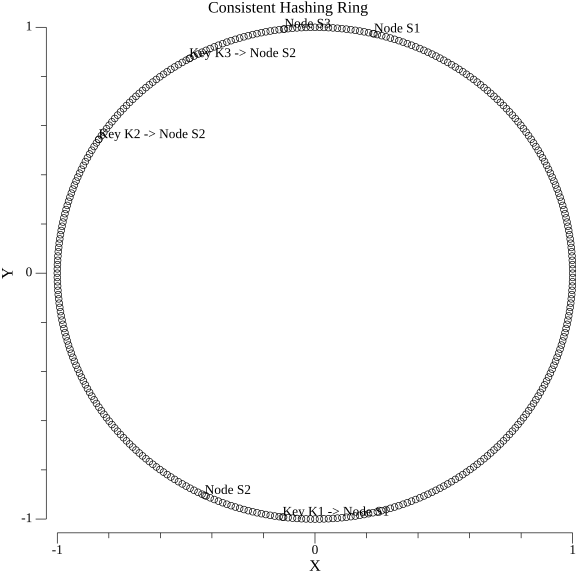 Consistent Hashing Ring
1
Node S3
Node S1
Key K3 -> Node S2
Key K2 -> Node S2
Y
0
Node S2
Key K1 -> Node S1
-1
-1
0
1
X